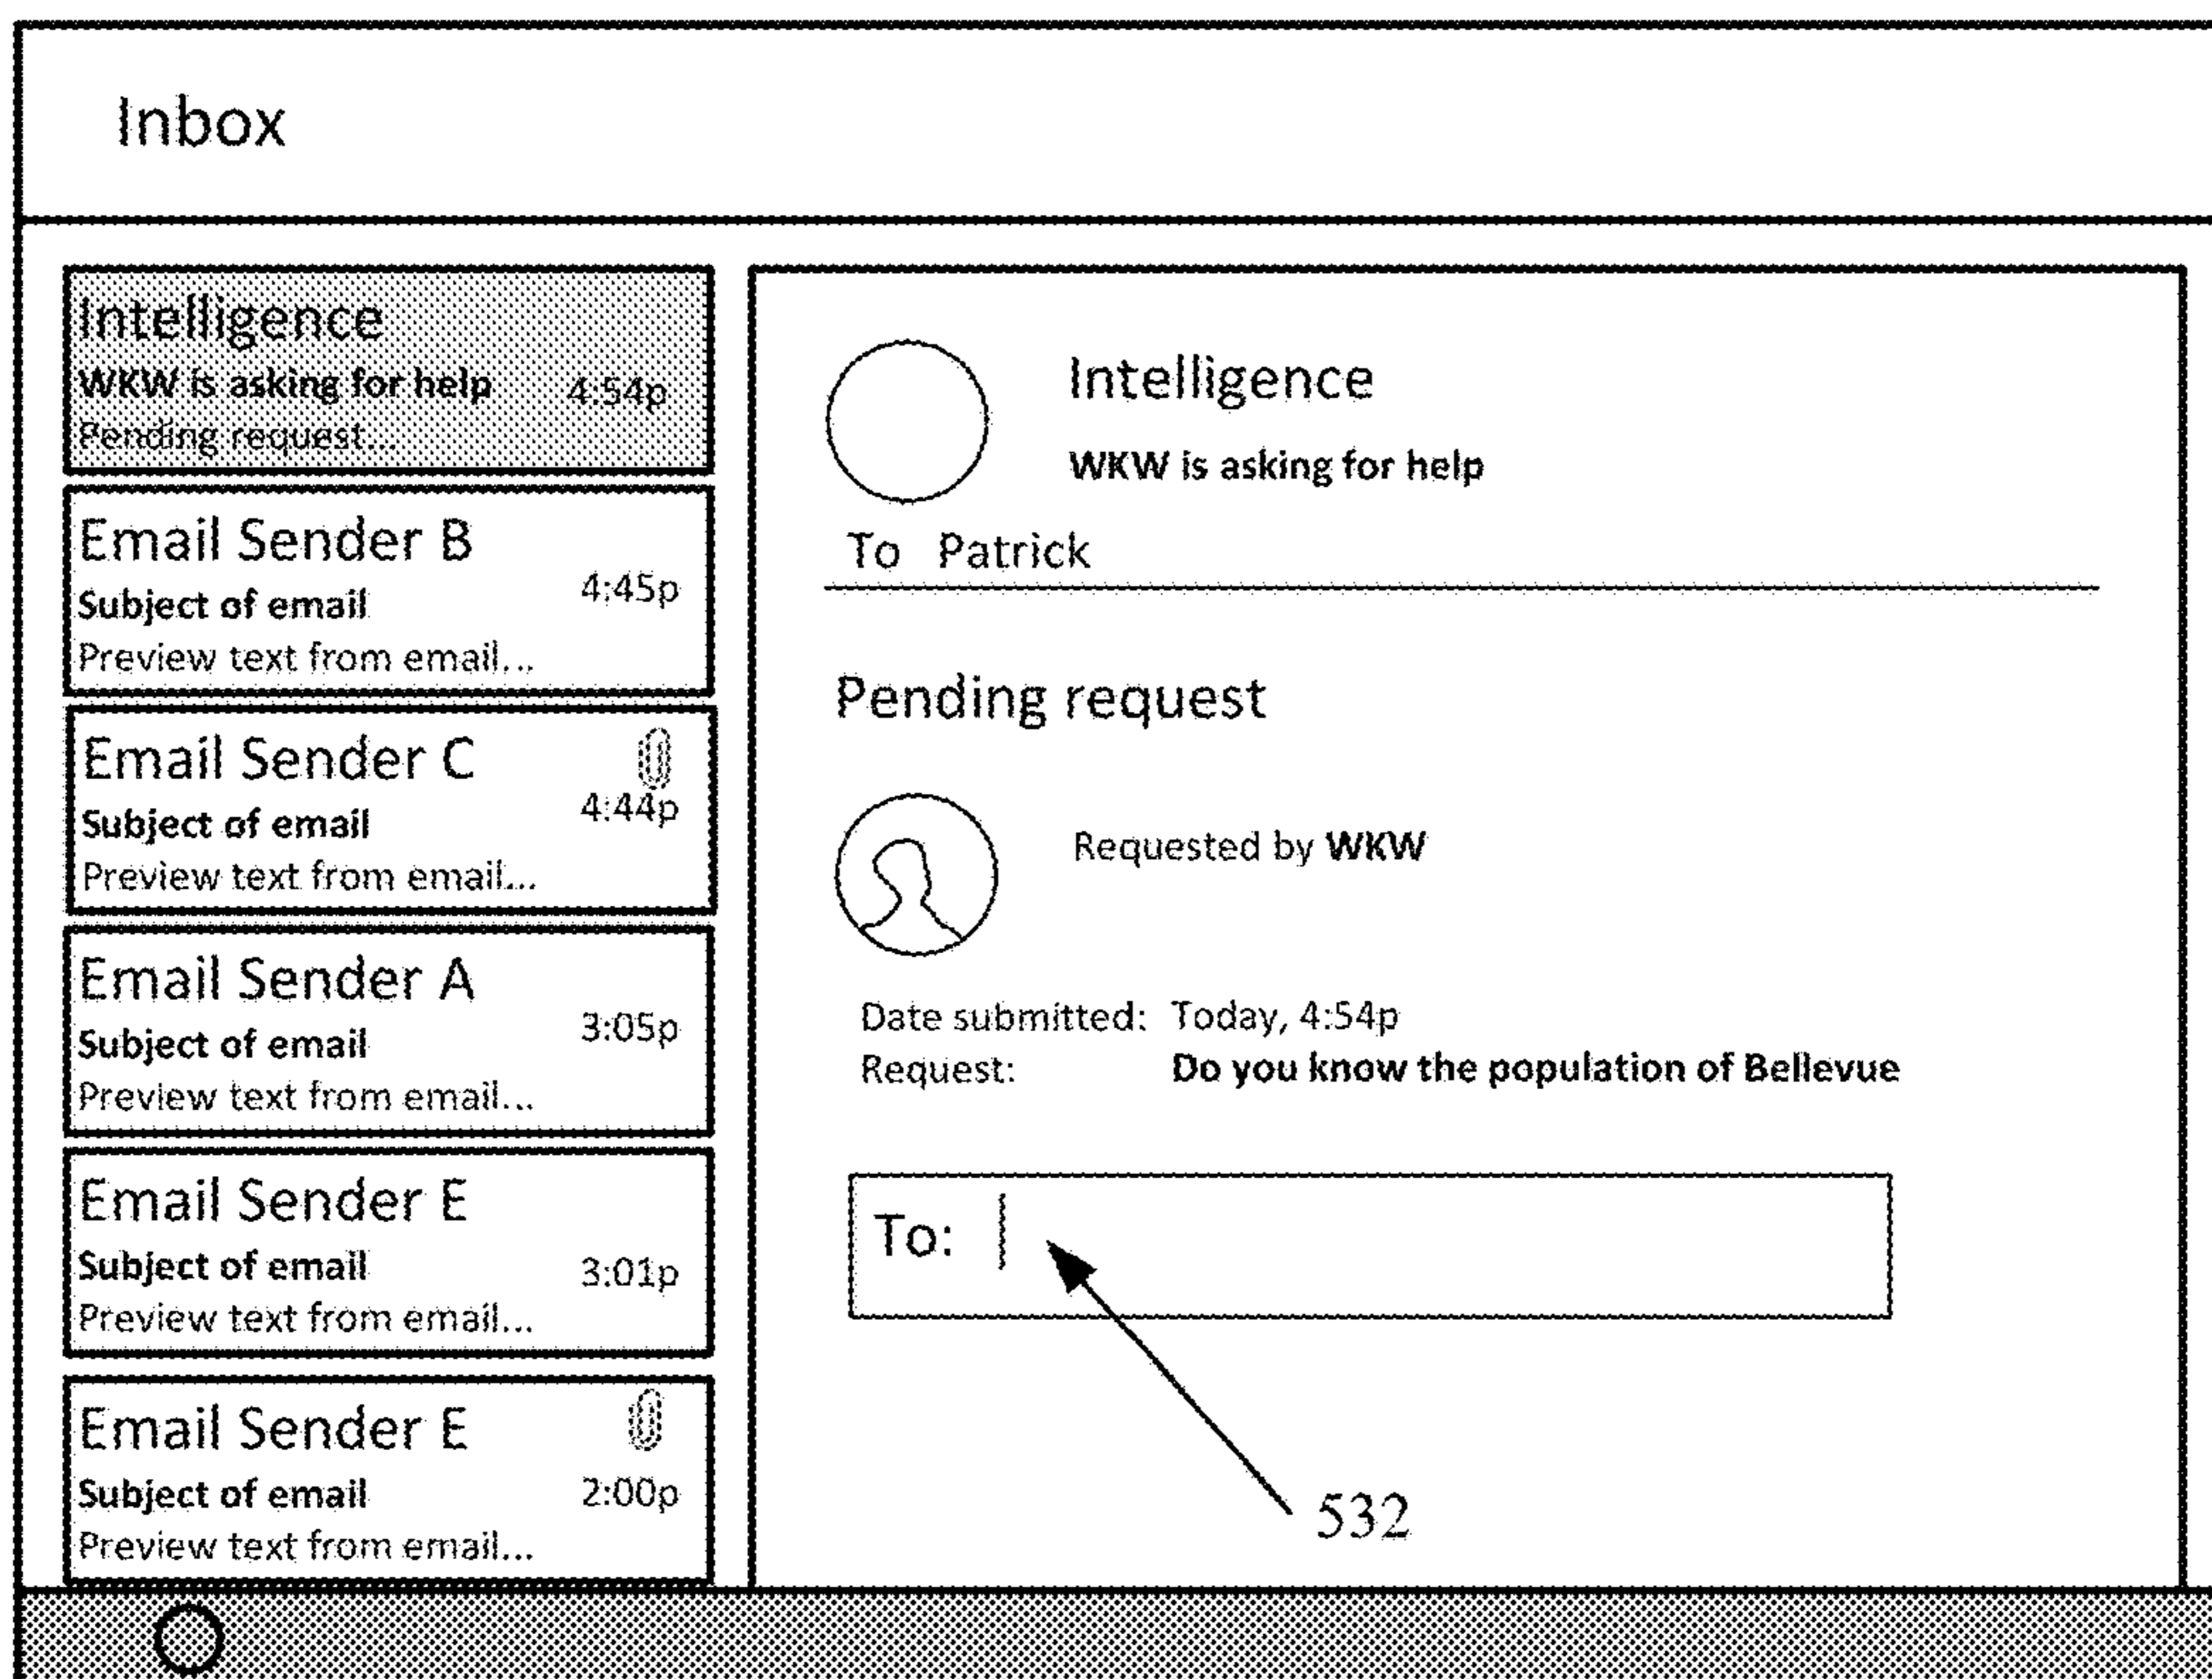 Inbox
Intelligence
WKW is asking for help 4:54p
Pending request...
Email Sender B
4:45p
Subject of email
Preview text from email...
Email Sender C
4:44p
Subject of email
Preview text from email...
Email Sender A
3:05p
Subject of email
Preview text from email...
Email Sender E
Subject of email 3:01p
Preview text from email...
Email Sender E
Subject of email 2:00p
Preview text from email...
Intelligence
WKW is asking for help
To Patrick
Pending request
Requested by WKW
Date submitted: Today, 4:54p
Request: Do you know the population of Bellevue
To:
532